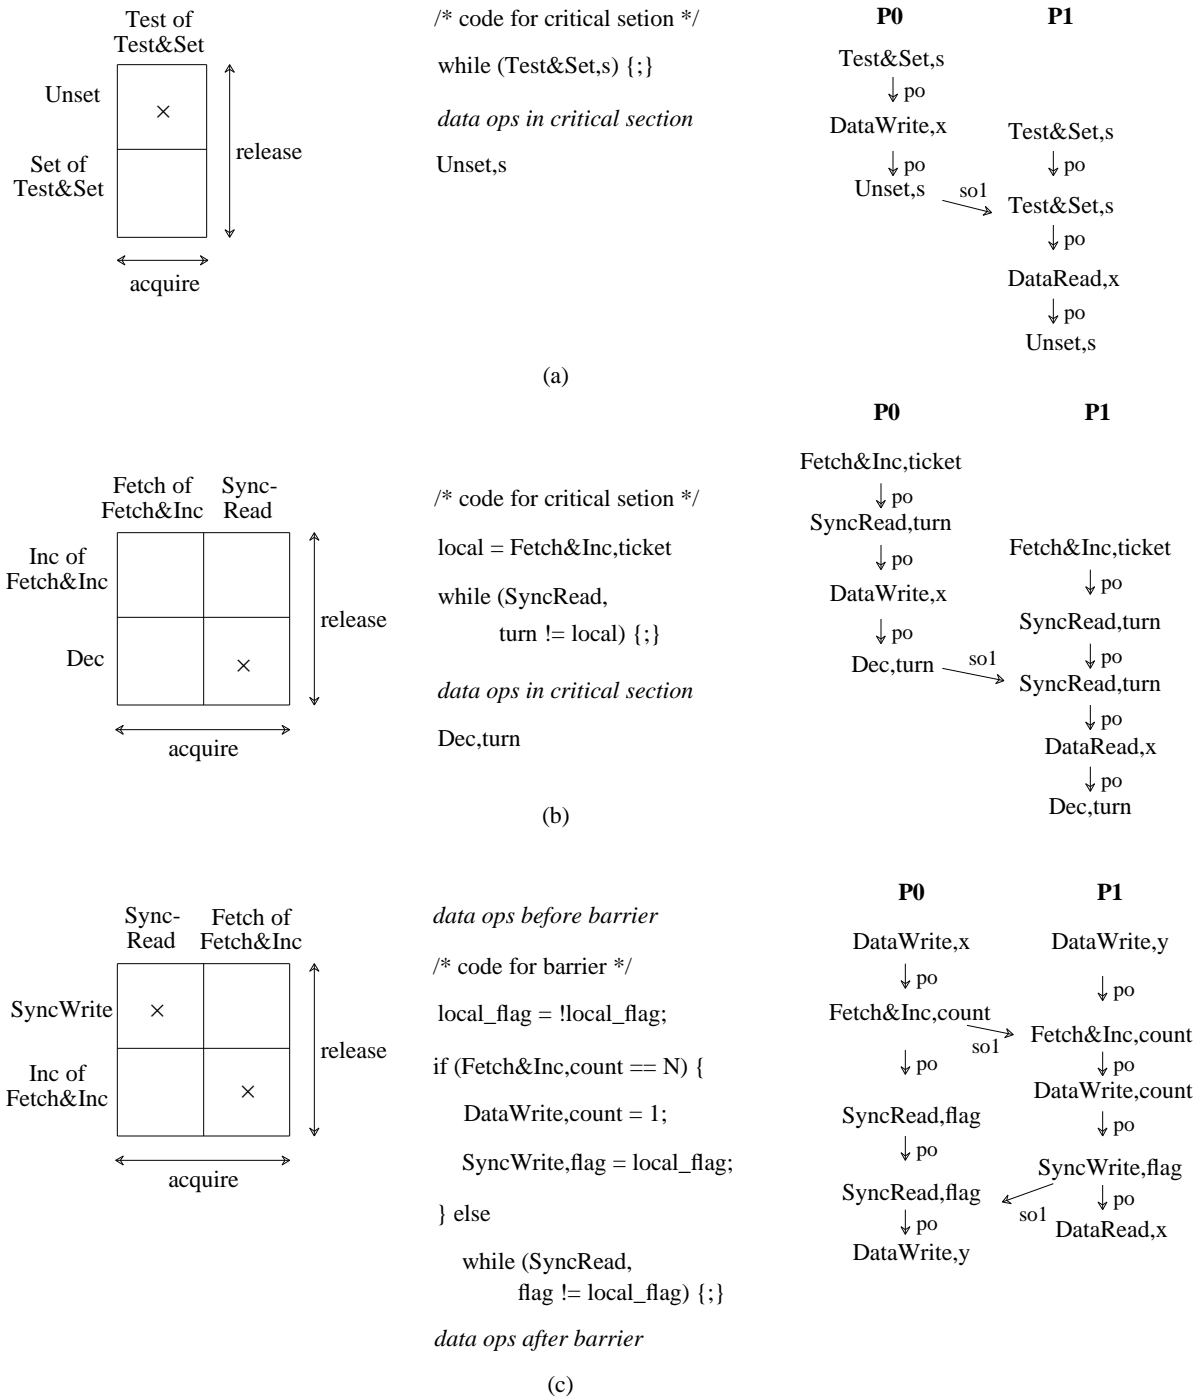 Test of
Test&Set
Unset
Set of
Test&Set
release
acquire
/* code for critical setion */
while (Test&Set,s) {;}
data ops in critical section
Unset,s
P0
P1
Test&Set,s
po
DataWrite,x
po
Unset,s
so1
Test&Set,s
po
Test&Set,s
po
DataRead,x
po
Unset,s
(a)
Fetch of
Fetch&Inc
Sync-
Read
Inc of
Fetch&Inc
Dec
release
acquire
/* code for critical setion */
local = Fetch&Inc,ticket
while (SyncRead,
turn != local) {;}
data ops in critical section
Dec,turn
P0
P1
Fetch&Inc,ticket
po
SyncRead,turn
po
DataWrite,x
po
Dec,turn
so1
Fetch&Inc,ticket
po
SyncRead,turn
po
SyncRead,turn
po
DataRead,x
po
Dec,turn
(b)
Sync-
Read
Fetch of
Fetch&Inc
SyncWrite
Inc of
Fetch&Inc
release
acquire
data ops before barrier
/* code for barrier */
local_flag = !local_flag;
if (Fetch&Inc,count == N) {
DataWrite,count = 1;
SyncWrite,flag = local_flag;
} else
while (SyncRead,
flag != local_flag) {;}
data ops after barrier
P0
P1
DataWrite,x
po
Fetch&Inc,count
so1
po
SyncRead,flag
po
SyncRead,flag
po
DataWrite,y
DataWrite,y
po
Fetch&Inc,count
po
DataWrite,count
po
SyncWrite,flag
so1
po
DataRead,x
(c)